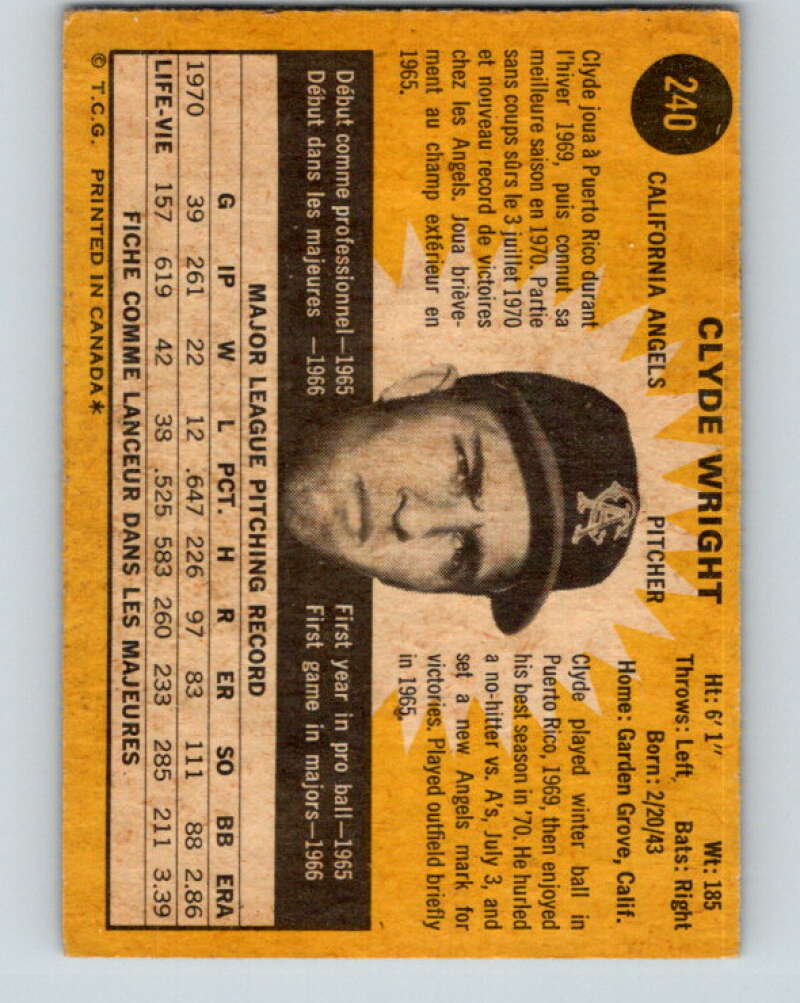 240
CLYDE WRIGHT
CALIFORNIA ANGELS PITCHER
Ht: 6'1" Wt: 185
Throws: Left, Bats: Right
Born: 2/20/43
Home: Garden Grove, Calif.
Clyde joua à Puerto Rico durant
l'hiver 1969, puis connut sa
meilleure saison en 1970. Partie
sans coups sûrs le 3 juillet 1970
et nouveau record de victoires
chez les Angels. Joua briève-
ment au champ extérieur en
1965.
Clyde played winter ball in
Puerto Rico, 1969, then enjoyed
his best season in '70. He hurled
a no-hitter vs. A's, July 3, and
set a new Angels mark for
victories. Played outfield briefly
in 1965.
CA
Début comme professionnel—1965
Début dans les majeures —1966
First year in pro ball—1965
First game in majors—1966
MAJOR LEAGUE PITCHING RECORD
G IP W L PCT. H R ER SO BB ERA
1970 39 261 22 12 .647 226 97 83 111 88 2.86
LIFE-VIE 157 619 42 38 .525 583 260 233 285 211 3.39
FICHE COMME LANCEUR DANS LES MAJEURES
© T.C.G. PRINTED IN CANADA*